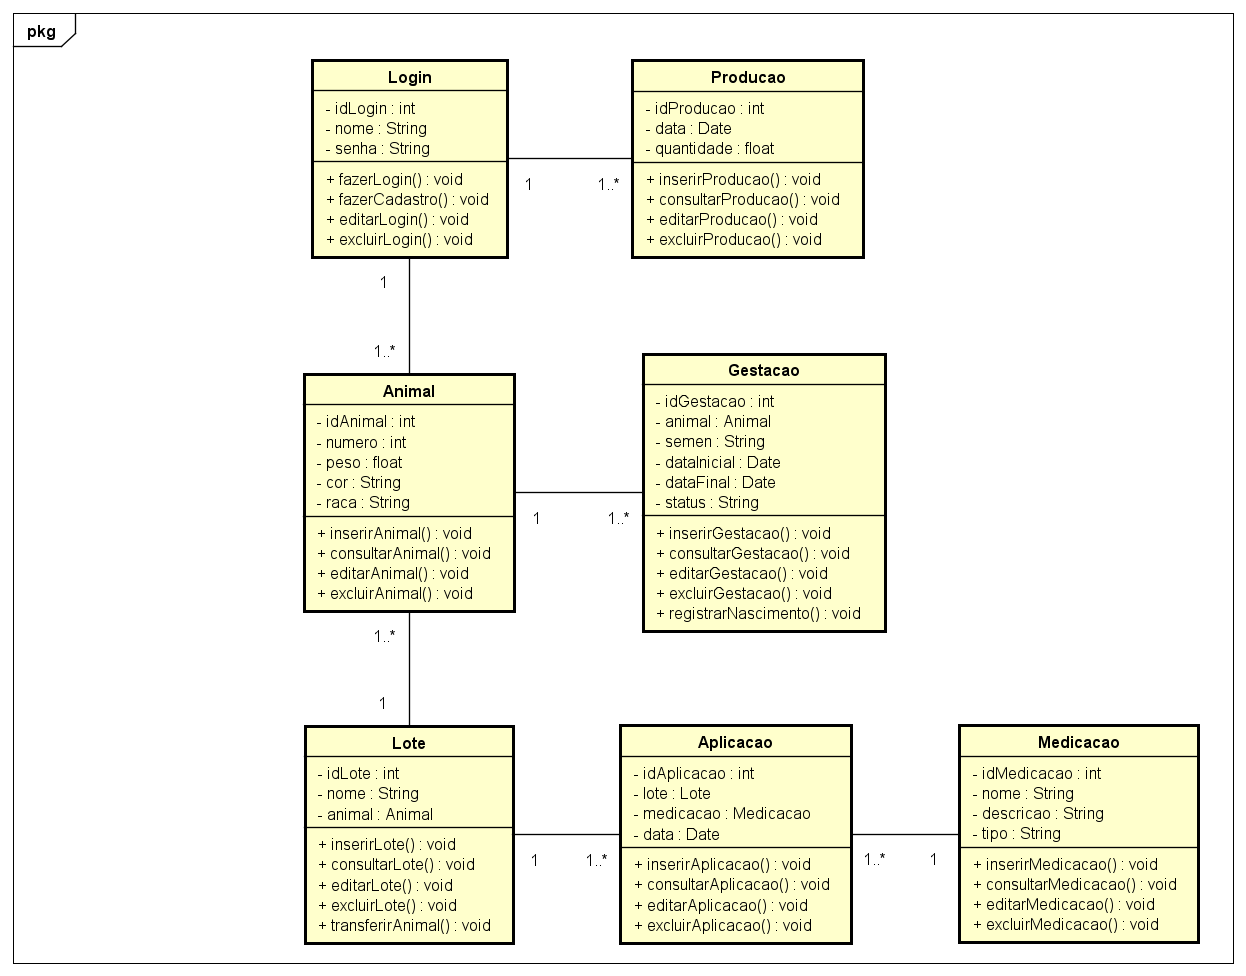 pkg
Login
- idLogin : int
- nome : String
- senha : String
+ fazerLogin() : void
+ fazerCadastro() : void
+ editarLogin() : void
+ excluirLogin() : void
Producao
- idProducao : int
- data : Date
- quantidade : float
+ inserirProducao() : void
+ consultarProducao() : void
+ editarProducao() : void
+ excluirProducao() : void
1
1..*
1
1..*
Animal
- idAnimal : int
- numero : int
- peso : float
- cor : String
- raca : String
+ inserirAnimal() : void
+ consultarAnimal() : void
+ editarAnimal() : void
+ excluirAnimal() : void
Gestacao
- idGestacao : int
- animal : Animal
- semen : String
- dataInicial : Date
- dataFinal : Date
- status : String
+ inserirGestacao() : void
+ consultarGestacao() : void
+ editarGestacao() : void
+ excluirGestacao() : void
+ registrarNascimento() : void
1
1..*
1..*
1
Lote
- idLote : int
- nome : String
- animal : Animal
+ inserirLote() : void
+ consultarLote() : void
+ editarLote() : void
+ excluirLote() : void
+ transferirAnimal() : void
1
1..*
Aplicacao
- idAplicacao : int
- lote : Lote
- medicacao : Medicacao
- data : Date
+ inserirAplicacao() : void
+ consultarAplicacao() : void
+ editarAplicacao() : void
+ excluirAplicacao() : void
1..*
1
Medicacao
- idMedicacao : int
- nome : String
- descricao : String
- tipo : String
+ inserirMedicacao() : void
+ consultarMedicacao() : void
+ editarMedicacao() : void
+ excluirMedicacao() : void